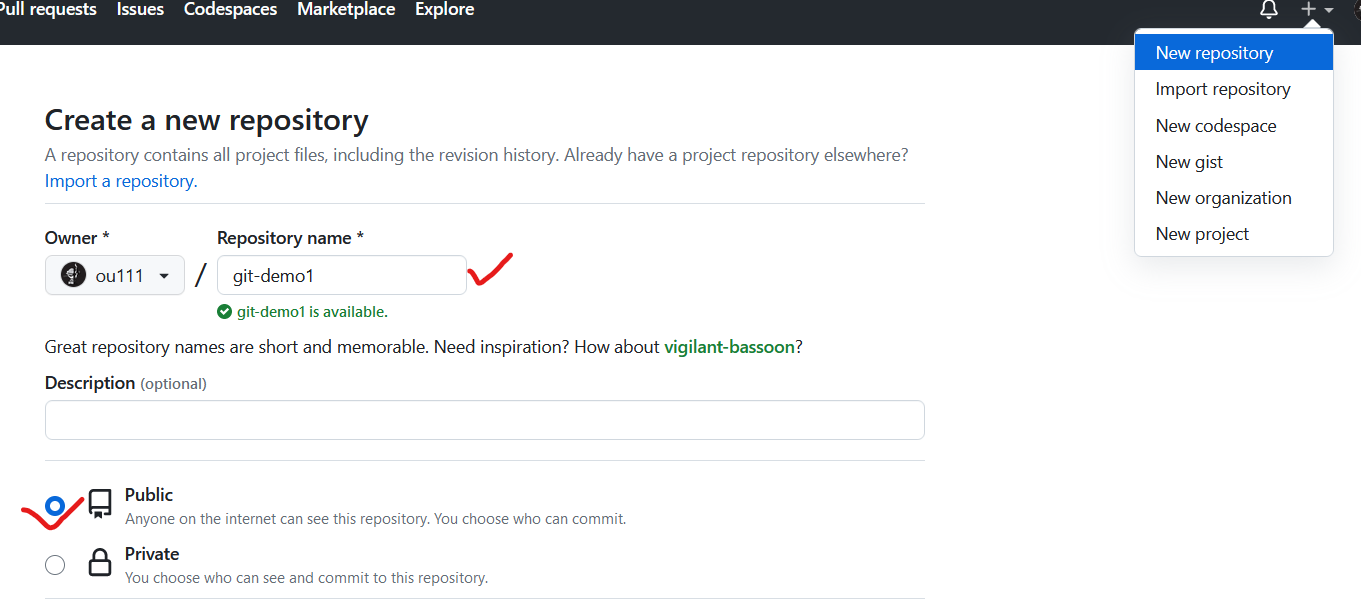 Pull requests Issues Codespaces Marketplace Explore
New repository
Import repository
New codespace
New gist
New organization
New project
Create a new repository
A repository contains all project files, including the revision history. Already have a project repository elsewhere?
Import a repository.
Owner * Repository name *
ou111 / git-demo1
git-demo1 is available.
Great repository names are short and memorable. Need inspiration? How about vigilant-bassoon?
Description (optional)
Public
Anyone on the internet can see this repository. You choose who can commit.
Private
You choose who can see and commit to this repository.